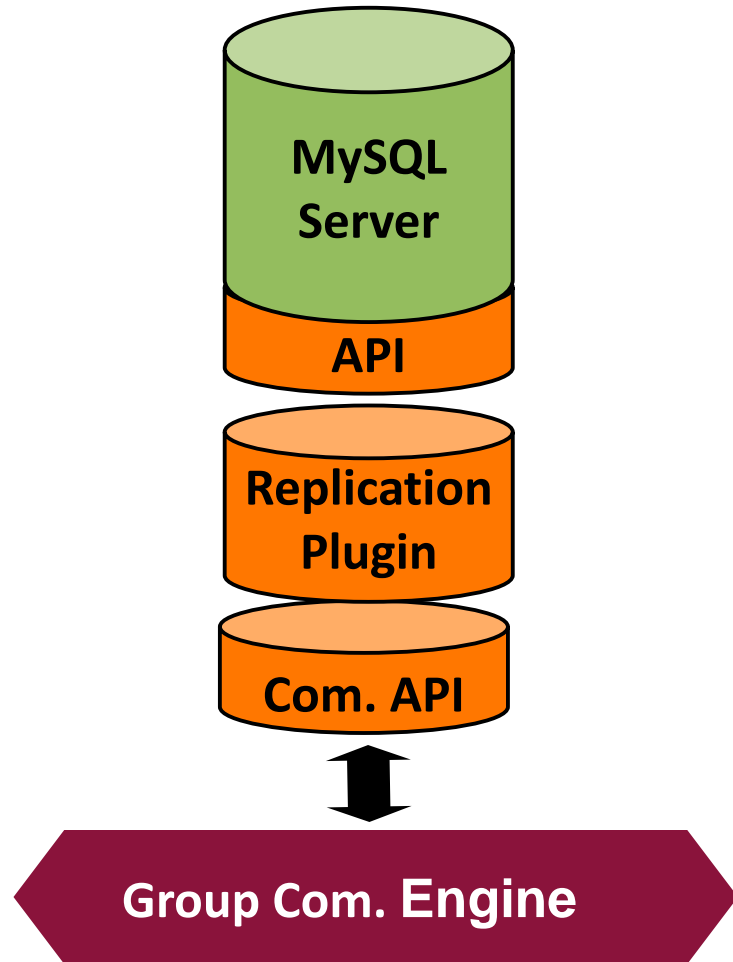 MySQL
Server
API
Replication
Plugin
Com. API
Group Com. Engine